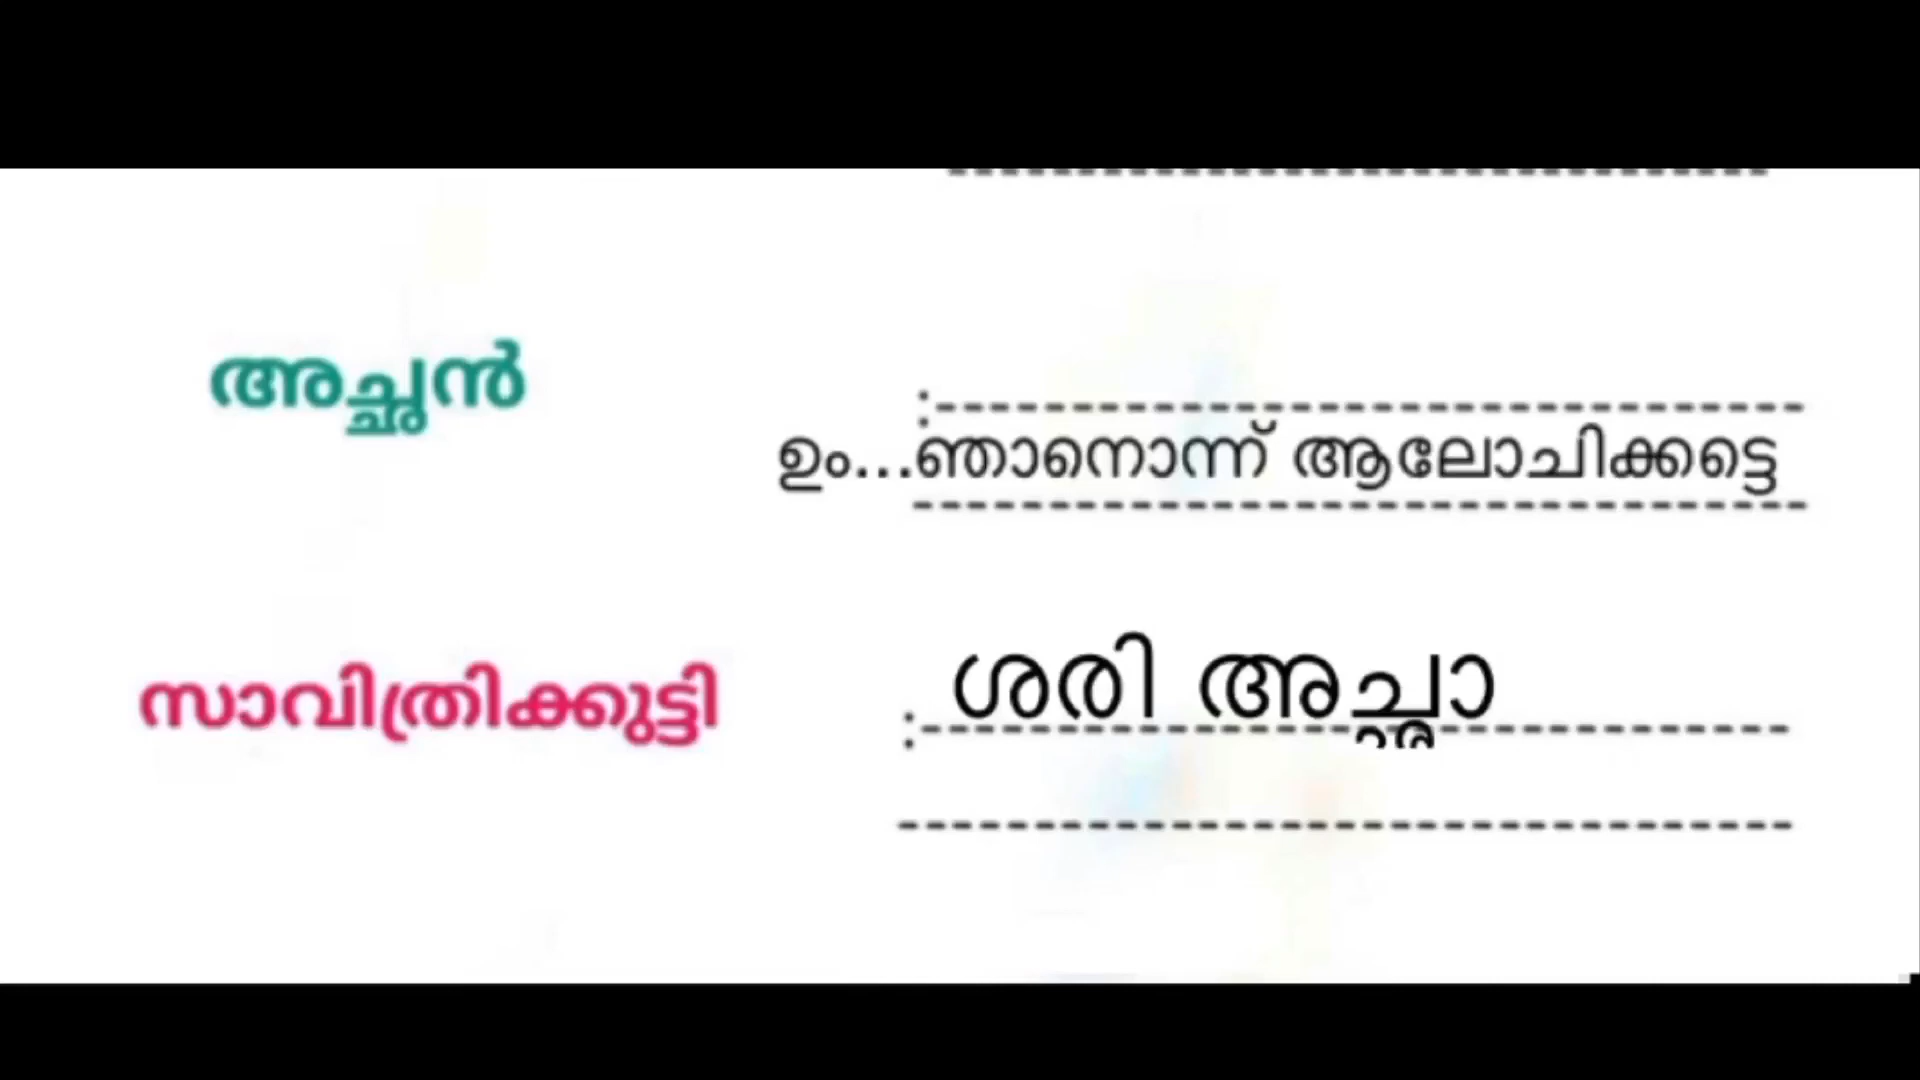 അച്ഛൻ :
ഉം...ഞാനൊന്ന് ആലോചിക്കട്ടെ
സാവിത്രിക്കുട്ടി : ശരി അച്ഛാ